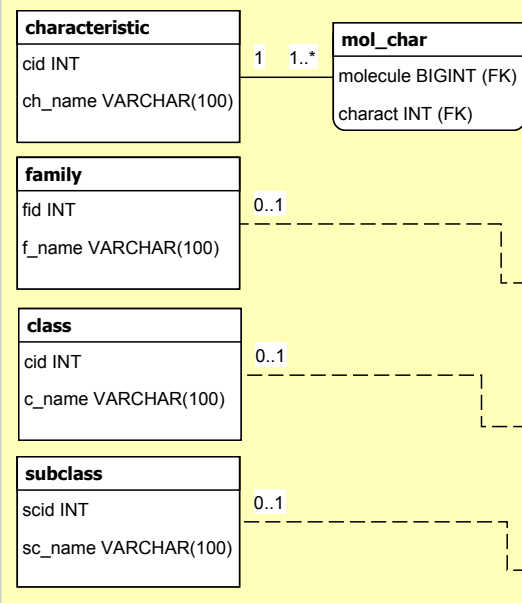 characteristic
cid INT
ch_name VARCHAR(100)
1 1..*
mol_char
molecule BIGINT (FK)
charact INT (FK)
family
fid INT
f_name VARCHAR(100)
0..1
class
cid INT
c_name VARCHAR(100)
0..1
subclass
scid INT
sc_name VARCHAR(100)
0..1